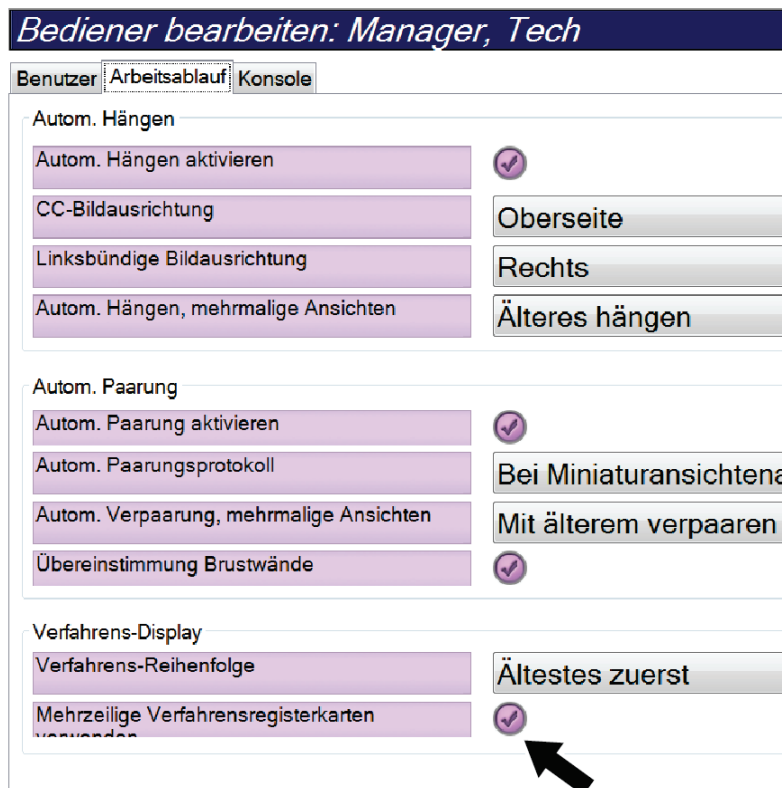 Bediener bearbeiten: Manager, Tech
Benutzer Arbeitsablauf Konsole
Autom. Hängen
Autom. Hängen aktivieren
CC-Bildausrichtung Oberseite
Linksbündige Bildausrichtung Rechts
Autom. Hängen, mehrmalige Ansichten Älteres hängen
Autom. Paarung
Autom. Paarung aktivieren
Autom. Paarungsprotokoll Bei Miniaturansichtena
Autom. Verpaarung, mehrmalige Ansichten Mit älterem verpaaren
Übereinstimmung Brustwände
Verfahrens-Display
Verfahrens-Reihenfolge Ältestes zuerst
Mehrzeilige Verfahrensregisterkarten
verwenden